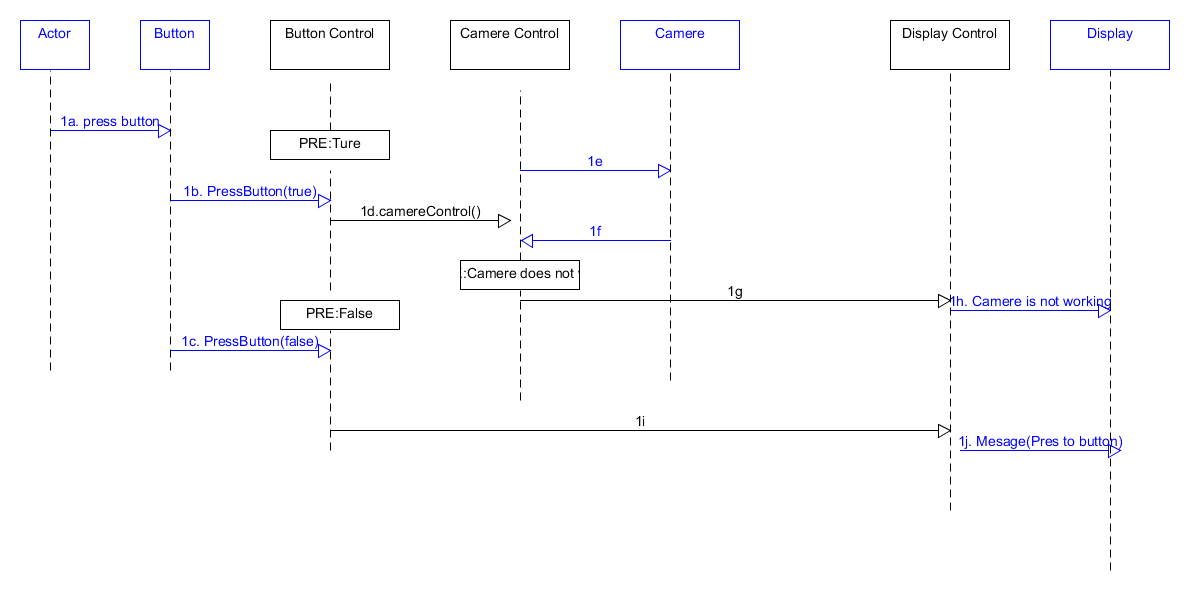 Actor
Button
Button Control
Camere Control
Camere
Display Control
Display
1a. press button
PRE:Ture
1e
1b. PressButton(true)
1d.camereControl()
1f
:Camere does not
1g
1h. Camere is not working
PRE:False
1c. PressButton(false)
1i
1j. Mesage(Pres to button)